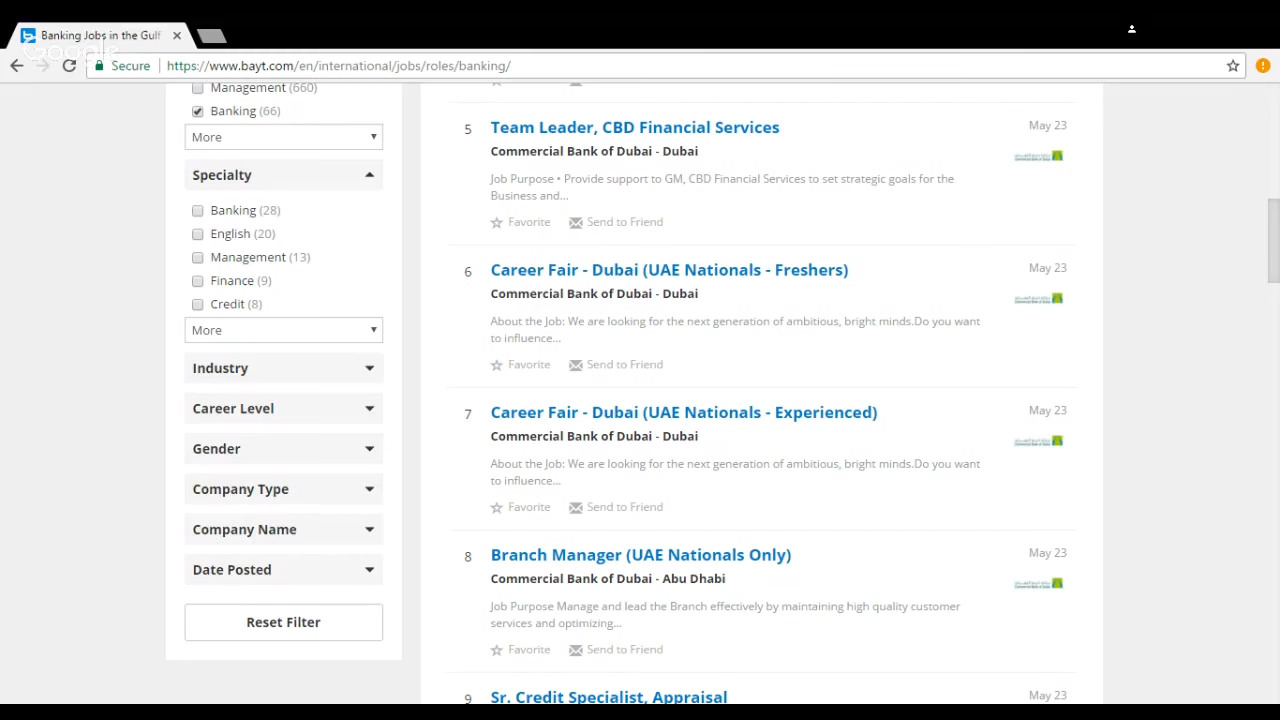 Banking Jobs in the Gulf
Google
Secure
https://www.bayt.com/en/international/jobs/roles/banking/
Management (660)
Banking (66)
More
Specialty
Banking (28)
English (20)
Management (13)
Finance (9)
Credit (8)
More
Industry
Career Level
Gender
Company Type
Company Name
Date Posted
Reset Filter
5 Team Leader, CBD Financial Services May 23
Commercial Bank of Dubai - Dubai
Job Purpose • Provide support to GM, CBD Financial Services to set strategic goals for the
Business and...
Favorite Send to Friend
6 Career Fair - Dubai (UAE Nationals - Freshers) May 23
Commercial Bank of Dubai - Dubai
About the Job: We are looking for the next generation of ambitious, bright minds.Do you want
to influence...
Favorite Send to Friend
7 Career Fair - Dubai (UAE Nationals - Experienced) May 23
Commercial Bank of Dubai - Dubai
About the Job: We are looking for the next generation of ambitious, bright minds.Do you want
to influence...
Favorite Send to Friend
8 Branch Manager (UAE Nationals Only) May 23
Commercial Bank of Dubai - Abu Dhabi
Job Purpose Manage and lead the Branch effectively by maintaining high quality customer
services and optimizing...
Favorite Send to Friend
9 Sr. Credit Specialist, Appraisal May 23